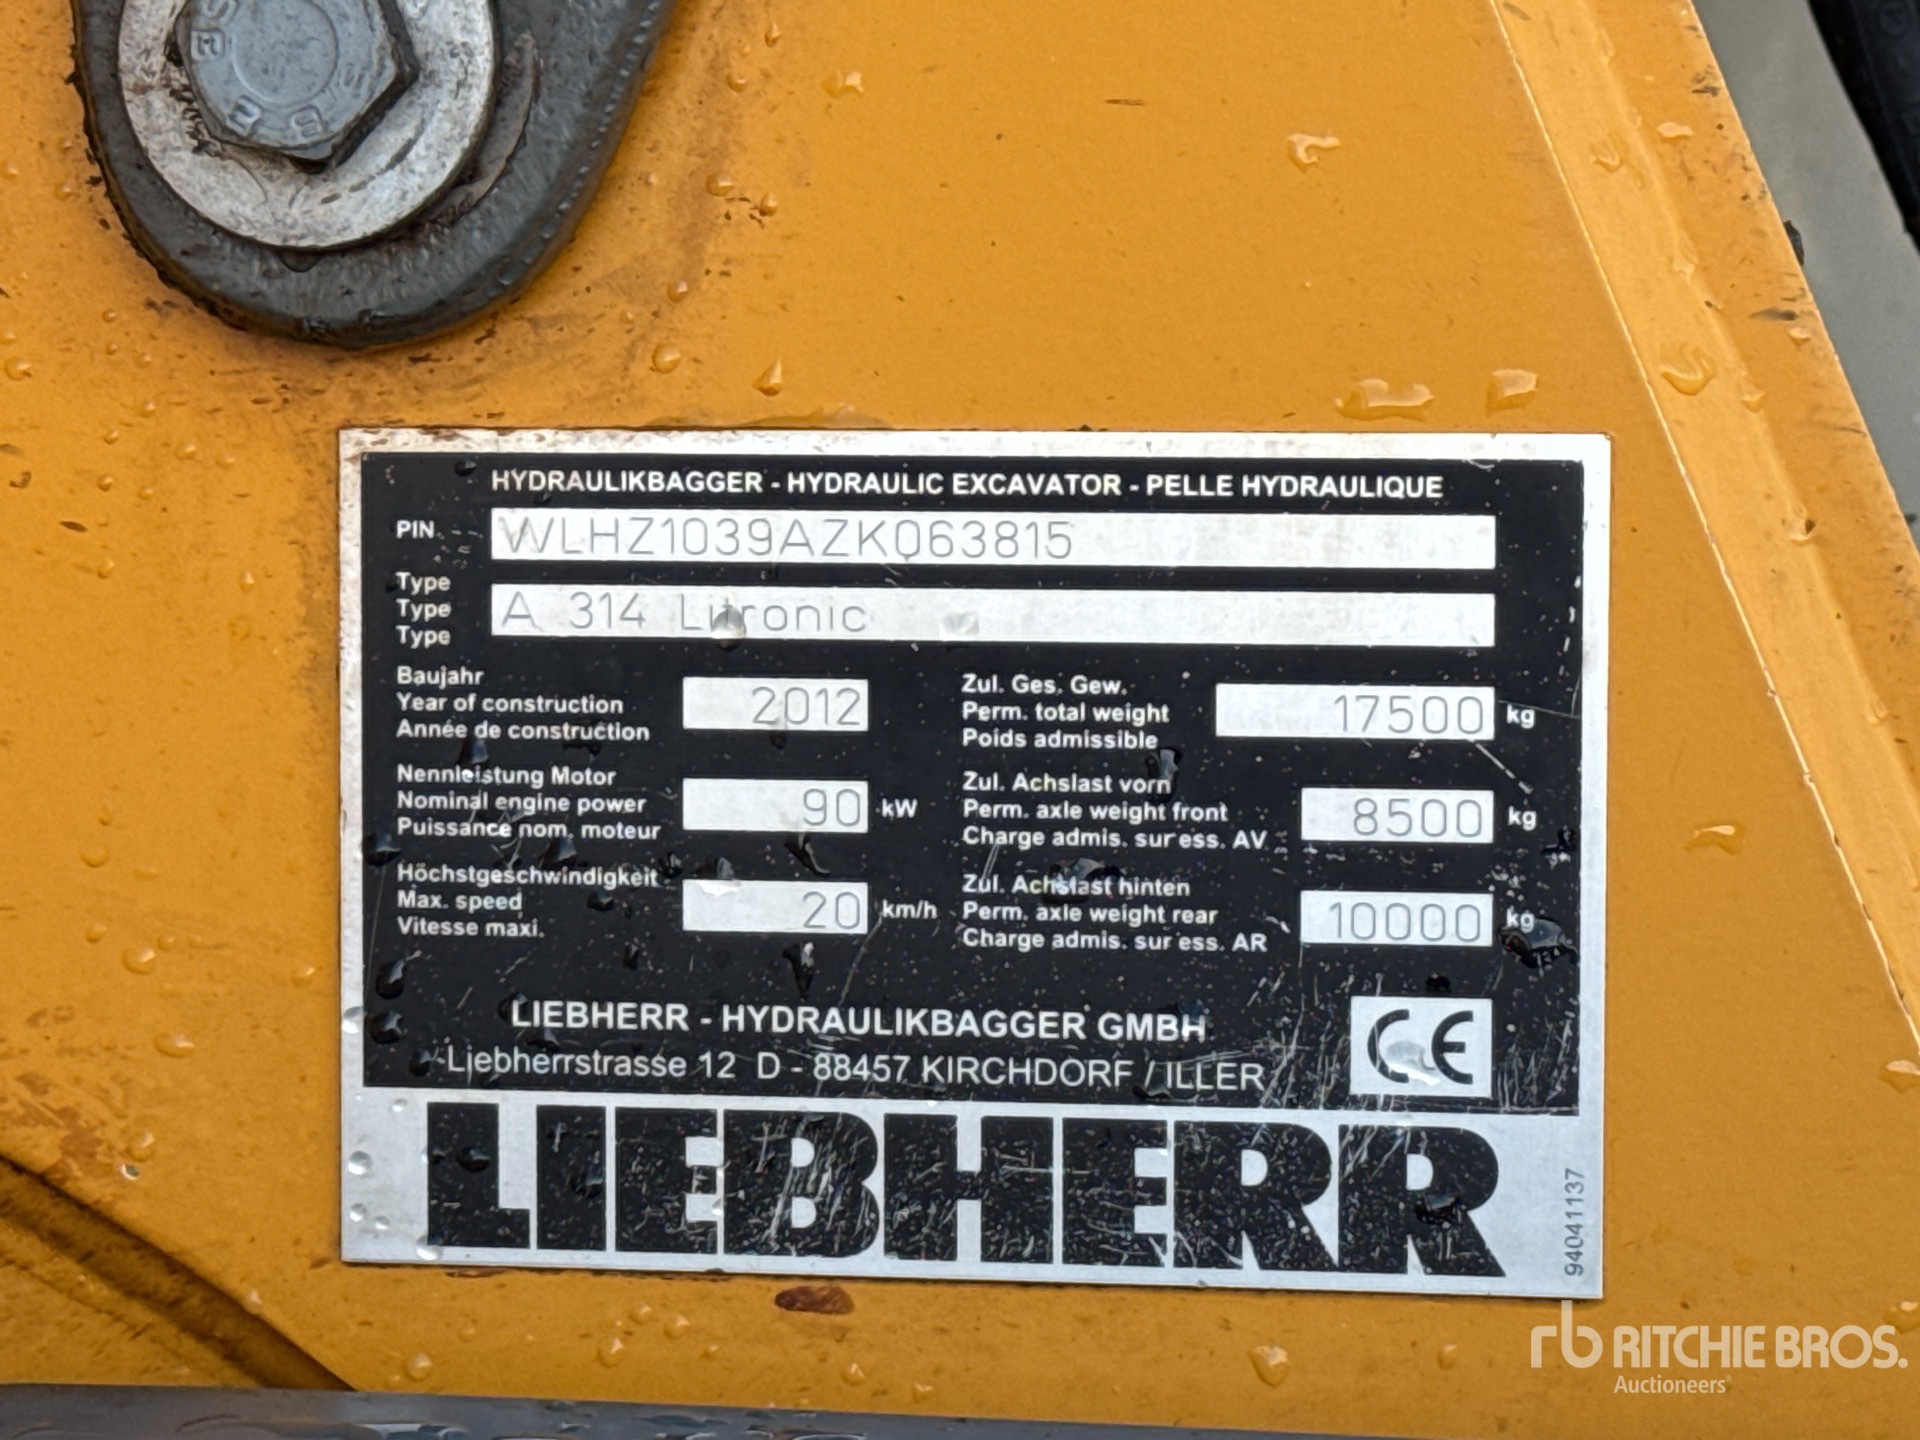 HYDRAULIKBAGGER - HYDRAULIC EXCAVATOR - PELLE HYDRAULIQUE
PIN WLHZ1039AZK063815
Type
Type A 314 Litronic
Type
Baujahr
Year of construction 2012
Année de construction
Zul. Ges. Gew.
Perm. total weight 17500 kg
Poids admissible
Nennleistung Motor
Nominal engine power 90 kW
Puissance nom. moteur
Zul. Achslast vorn
Perm. axle weight front 8500 kg
Charge admis. sur ess. AV
Höchstgeschwindigkeit
Max. speed 20 km/h
Vitesse maxi.
Zul. Achslast hinten
Perm. axle weight rear 10000 kg
Charge admis. sur ess. AR
LIEBHERR - HYDRAULIKBAGGER GMBH
Liebherrstrasse 12 D - 88457 KIRCHDORF / ILLER
CE
LIEBHERR
94041137
rb RITCHIE BROS.
Auctioneers